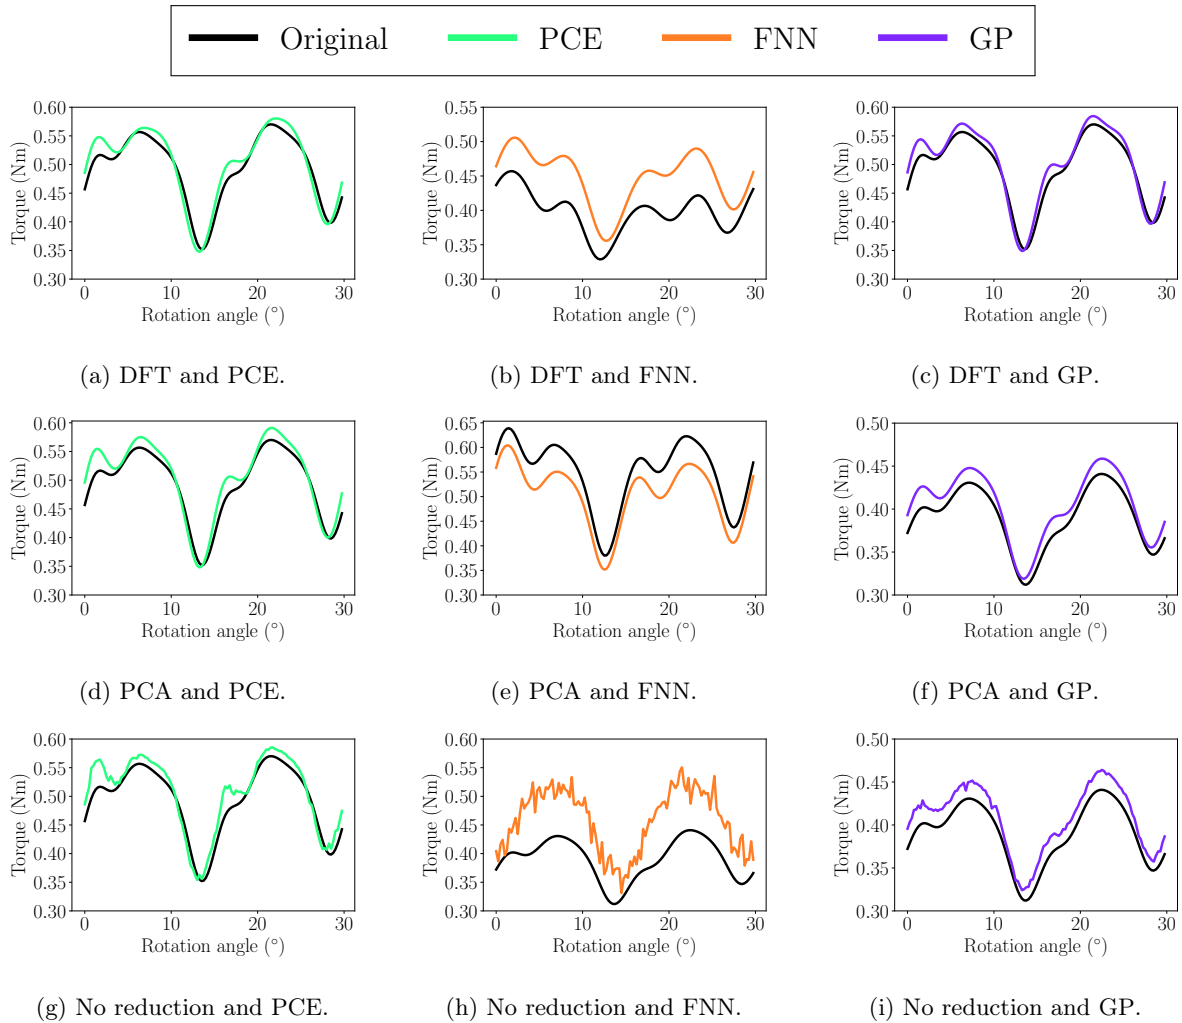 Original PCE FNN GP
0.60 0.55 0.50 0.45 0.40 0.35 0.30
Torque (Nm)
0 10 20 30
Rotation angle (°)
(a) DFT and PCE.
0.55 0.50 0.45 0.40 0.35 0.30
Torque (Nm)
0 10 20 30
Rotation angle (°)
(b) DFT and FNN.
0.60 0.55 0.50 0.45 0.40 0.35 0.30
Torque (Nm)
0 10 20 30
Rotation angle (°)
(c) DFT and GP.
0.60 0.55 0.50 0.45 0.40 0.35 0.30
Torque (Nm)
0 10 20 30
Rotation angle (°)
(d) PCA and PCE.
0.65 0.60 0.55 0.50 0.45 0.40 0.35 0.30
Torque (Nm)
0 10 20 30
Rotation angle (°)
(e) PCA and FNN.
0.50 0.45 0.40 0.35 0.30
Torque (Nm)
0 10 20 30
Rotation angle (°)
(f) PCA and GP.
0.60 0.55 0.50 0.45 0.40 0.35 0.30
Torque (Nm)
0 10 20 30
Rotation angle (°)
(g) No reduction and PCE.
0.60 0.55 0.50 0.45 0.40 0.35 0.30
Torque (Nm)
0 10 20 30
Rotation angle (°)
(h) No reduction and FNN.
0.50 0.45 0.40 0.35 0.30
Torque (Nm)
0 10 20 30
Rotation angle (°)
(i) No reduction and GP.